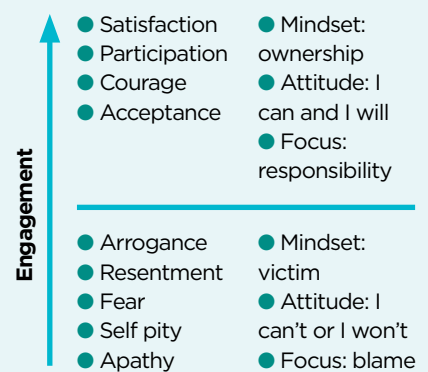 Engagement
● Satisfaction
● Participation
● Courage
● Acceptance
● Mindset:
ownership
● Attitude: I
can and I will
● Focus:
responsibility
● Arrogance
● Resentment
● Fear
● Self pity
● Apathy
● Mindset:
victim
● Attitude: I
can’t or I won’t
● Focus: blame